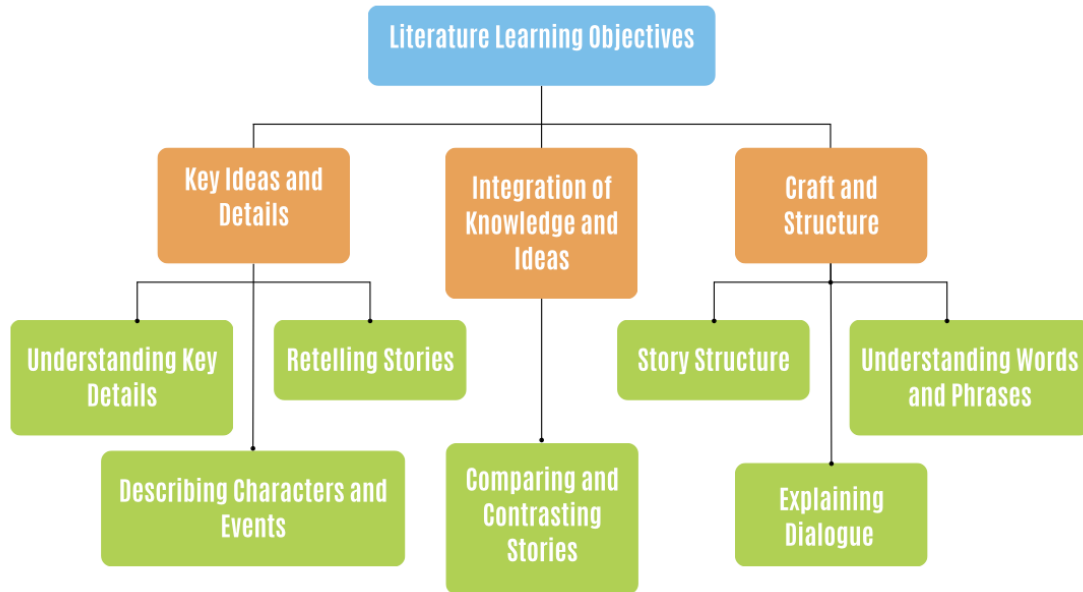 Literature Learning Objectives
Key Ideas and
Details
Integration of
Knowledge and
Ideas
Craft and
Structure
Understanding Key
Details
Retelling Stories
Story Structure
Understanding Words
and Phrases
Describing Characters and
Events
Comparing and
Contrasting
Stories
Explaining
Dialogue